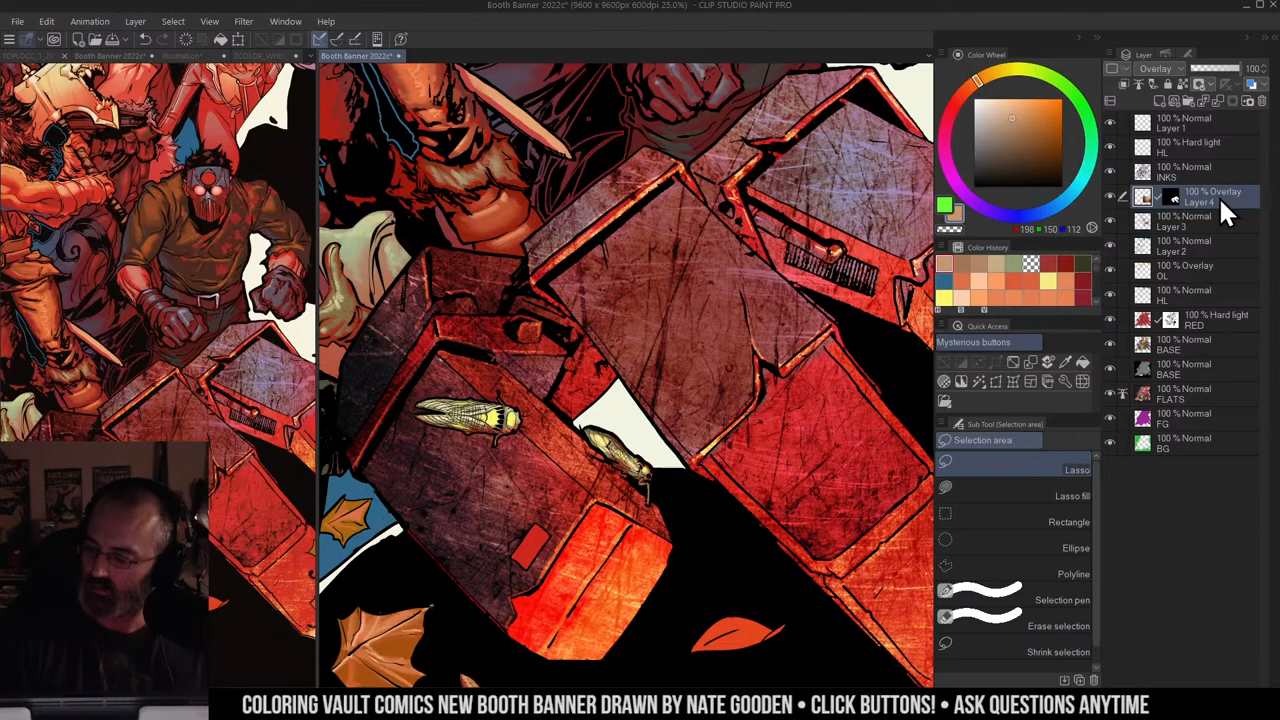 Booth Banner 2022c* (9600 x 9600px 600dpi 25.0%) - CLIP STUDIO PAINT PRO
File Edit Animation Layer Select View Filter Window Help
Booth Banner 2022c* Illustration* Booth Banner 2022c*
Color Wheel
198 150 112
Color History
H S V
Quick Access
Mysterious buttons
Sub Tool [Selection area]
Selection area
Lasso
Lasso fill
Rectangle
Ellipse
Polyline
Selection pen
Erase selection
Shrink selection
Layer
Overlay 100
100 % Normal
Layer 1
100 % Hard light
HL
100 % Normal
INKS
100 % Overlay
Layer 4
100 % Normal
Layer 3
100 % Normal
Layer 2
100 % Overlay
OL
100 % Normal
HL
100 % Hard light
RED
100 % Normal
BASE
100 % Normal
BASE
100 % Normal
FLATS
100 % Normal
FG
100 % Normal
BG
COLORING VAULT COMICS NEW BOOTH BANNER DRAWN BY NATE GOODEN • CLICK BUTTONS! • ASK QUESTIONS ANYTIME